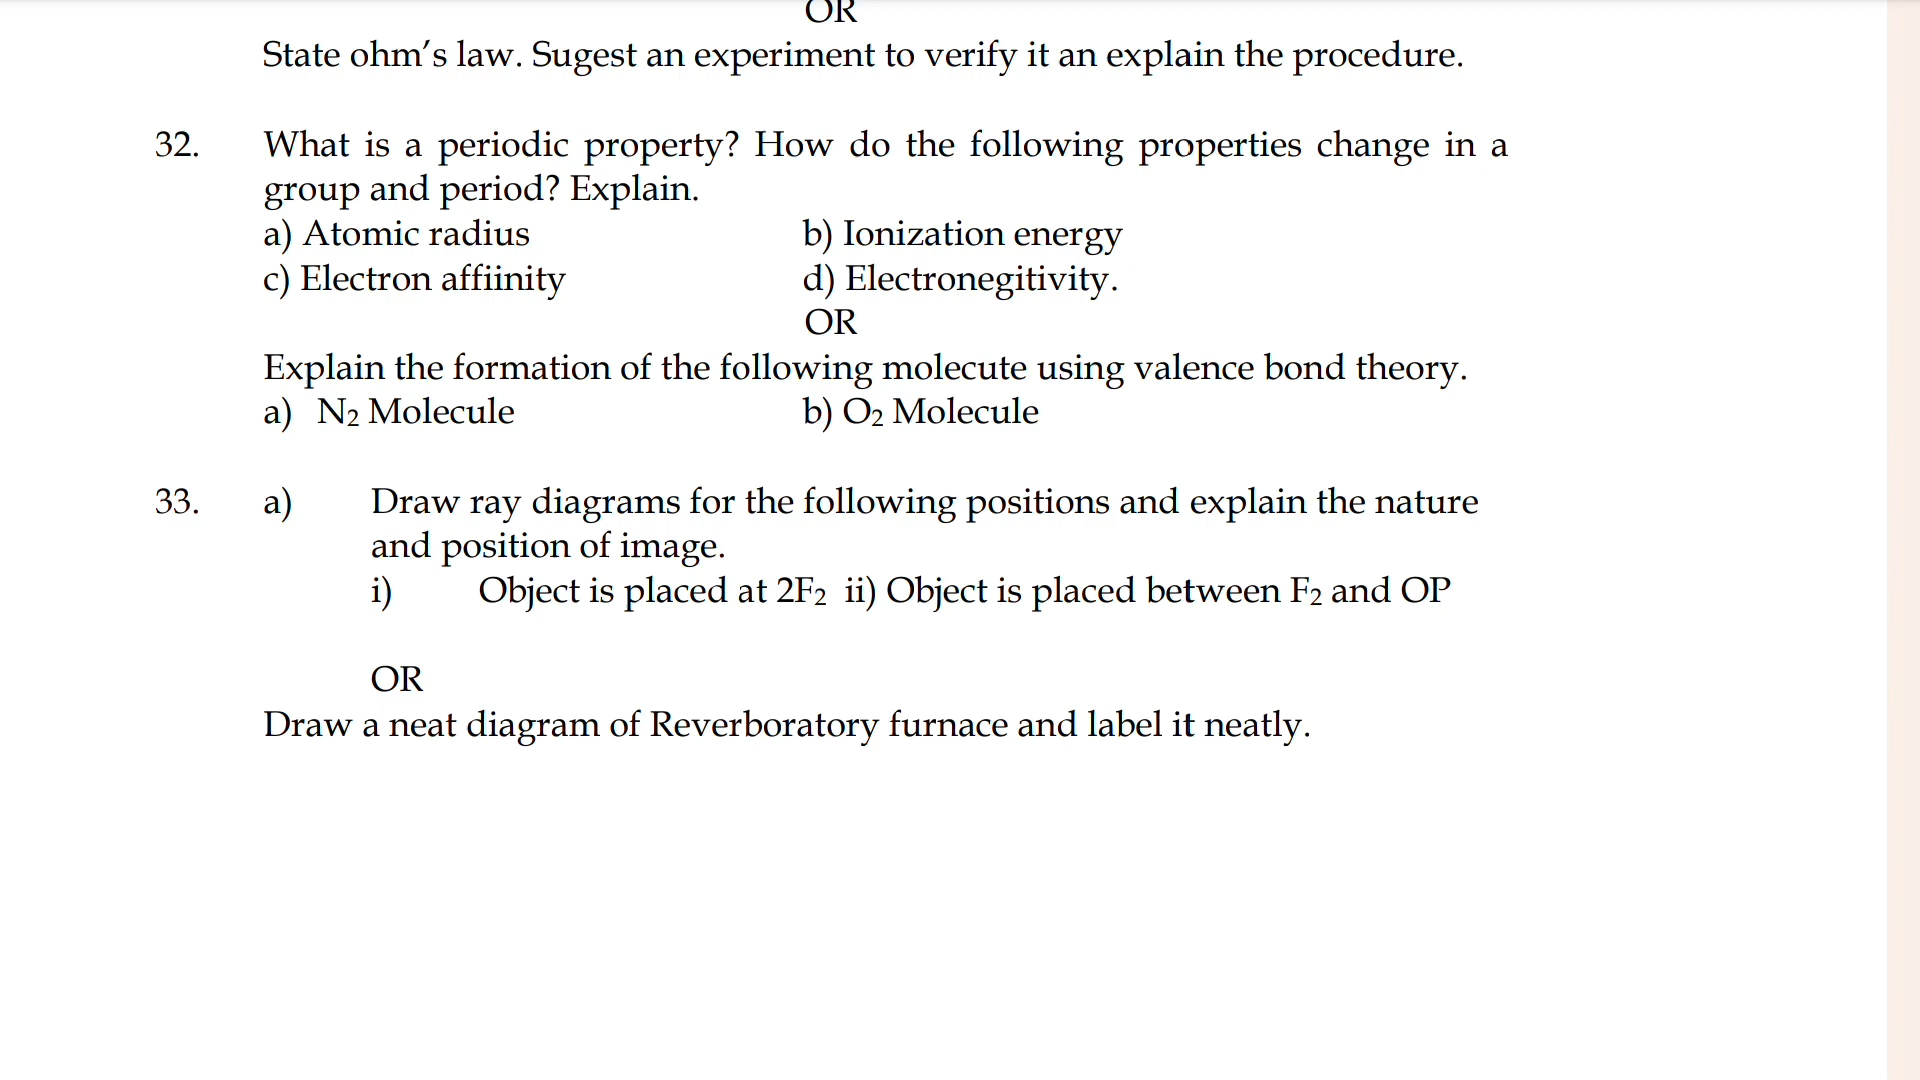 OR
State ohm's law. Sugest an experiment to verify it an explain the procedure.
32. What is a periodic property? How do the following properties change in a
group and period? Explain.
a) Atomic radius b) Ionization energy
c) Electron affiinity d) Electronegitivity.
OR
Explain the formation of the following molecute using valence bond theory.
a) N₂ Molecule b) O₂ Molecule
33. a) Draw ray diagrams for the following positions and explain the nature
and position of image.
i) Object is placed at 2F₂ ii) Object is placed between F₂ and OP
OR
Draw a neat diagram of Reverboratory furnace and label it neatly.